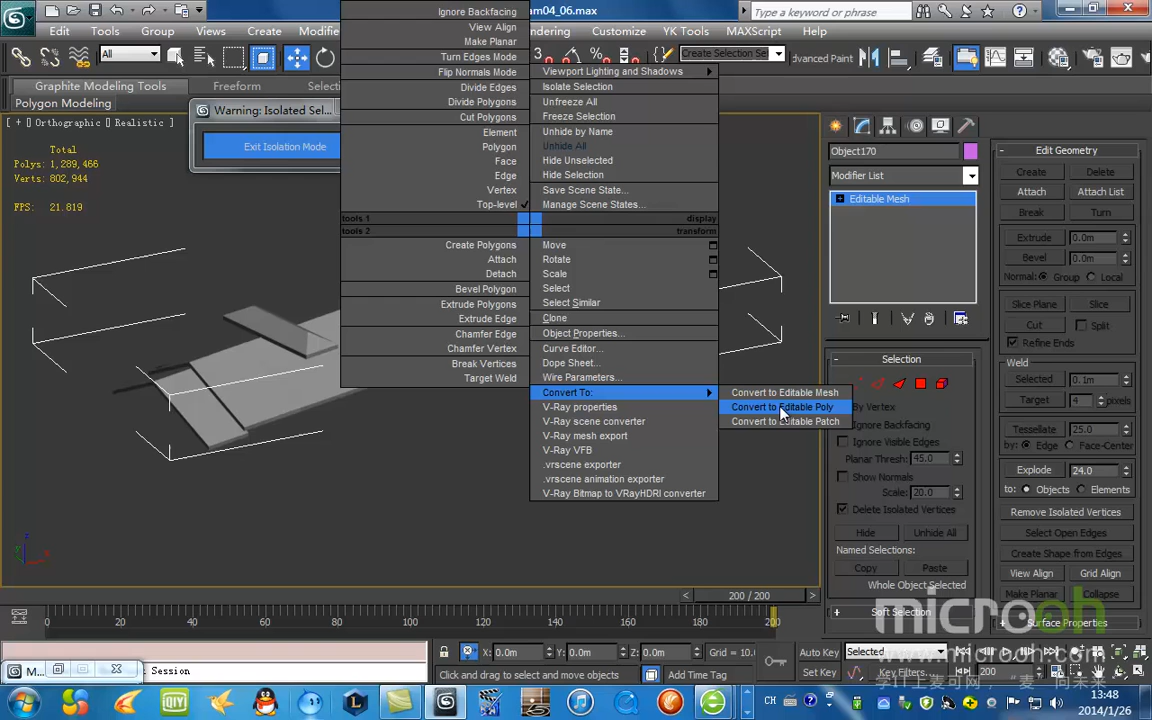 am04_06.max
Type a keyword or phrase
Edit Tools Group Views Create Modifie
ndering Customize YK Tools MAXScript Help
All
Create Selection Se
Advanced Paint
Graphite Modeling Tools Freeform Selecti
Polygon Modeling
Warning: Isolated Sel...
Exit Isolation Mode
[ + ] Orthographic ] Realistic ]
Total
Polys: 1,289,466
Verts: 802,944
FPS: 21.819
Ignore Backfacing
View Align
Make Planar
Turn Edges Mode
Flip Normals Mode
Divide Edges
Divide Polygons
Cut Polygons
Element
Polygon
Face
Edge
Vertex
Top-level
tools 1
tools 2
Create Polygons
Attach
Detach
Bevel Polygon
Extrude Polygons
Extrude Edge
Chamfer Edge
Chamfer Vertex
Break Vertices
Target Weld
Viewport Lighting and Shadows
Isolate Selection
Unfreeze All
Freeze Selection
Unhide by Name
Unhide All
Hide Unselected
Hide Selection
Save Scene State...
Manage Scene States...
display
transform
Move
Rotate
Scale
Select
Select Similar
Clone
Object Properties...
Curve Editor...
Dope Sheet...
Wire Parameters...
Convert To:
V-Ray properties
V-Ray scene converter
V-Ray mesh export
V-Ray VFB
.vrscene exporter
.vrscene animation exporter
V-Ray Bitmap to VRayHDRI converter
Convert to Editable Mesh
Convert to Editable Poly
Convert to Editable Patch
Object170
Modifier List
Editable Mesh
Selection
By Vertex
Ignore Backfacing
Ignore Visible Edges
Planar Thresh: 45.0
Show Normals
Scale: 20.0
Delete Isolated Vertices
Hide Unhide All
Named Selections
Copy Paste
Whole Object Selected
Soft Selection
Edit Geometry
Create Delete
Attach Attach List
Break Turn
Extrude 0.0m
Bevel 0.0m
Normal: Group Local
Slice Plane Slice
Cut Split
Refine Ends
Weld
Selected 0.1m
Target 4 pixels
Tessellate 25.0
by: Edge Face-Center
Explode 24.0
to: Objects Elements
Remove Isolated Vertices
Select Open Edges
Create Shape from Edges
View Align Grid Align
Make Planar Collapse
Surface Properties
microoh
www.microoh.com
200 / 200
0 20 40 60 80 100 120 140 160 180 200
X: 0.0m Y: 0.0m Z: 0.0m Grid = 10.0
Auto Key Selected
Set Key Key Filters... 200
M... Session
Click and drag to select and move objects
Add Time Tag
CH
13:48
2014/1/26